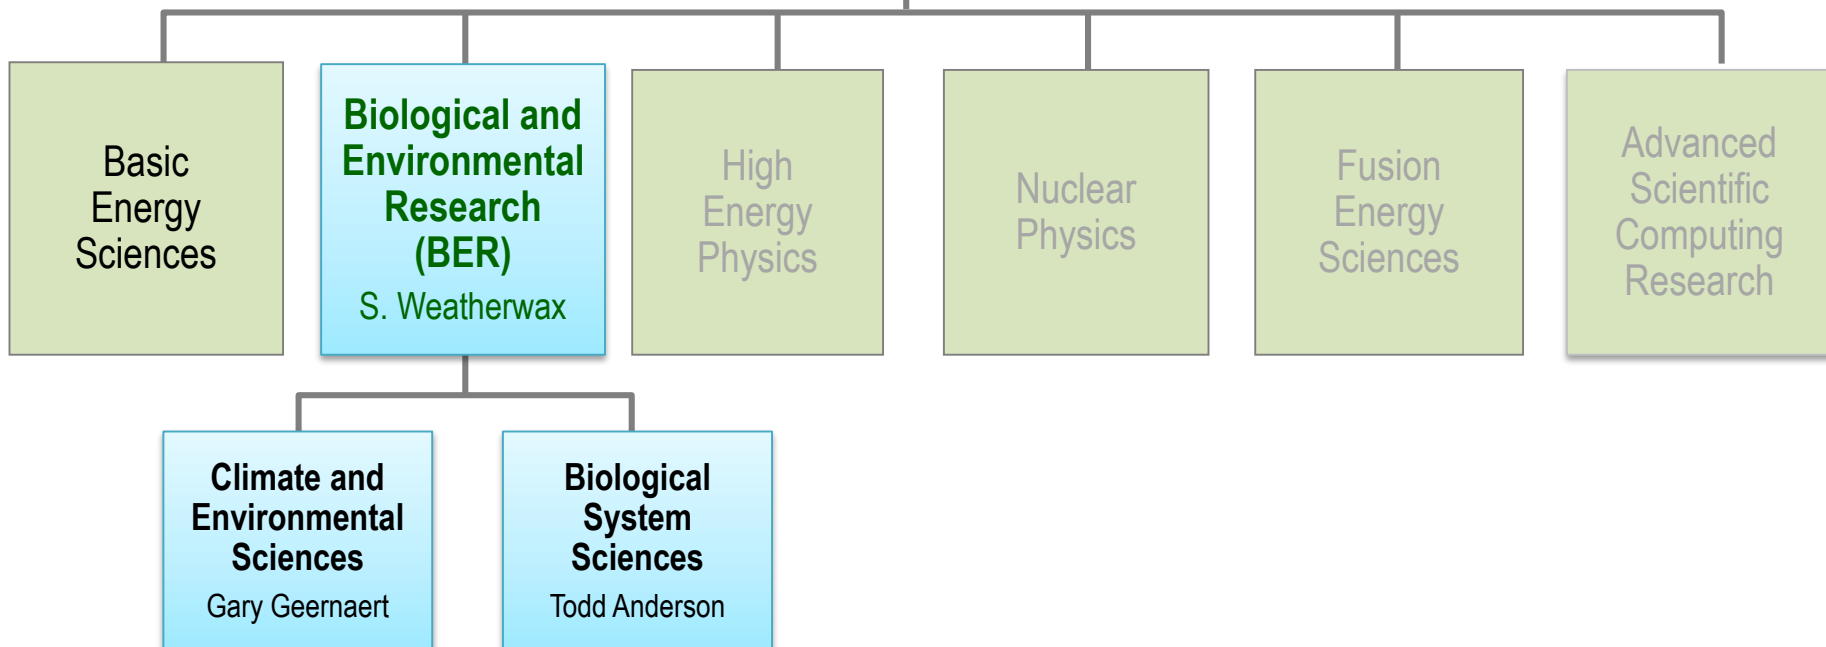 Basic
Energy
Sciences
Biological and
Environmental
Research
(BER)
S. Weatherwax
High
Energy
Physics
Nuclear
Physics
Fusion
Energy
Sciences
Advanced
Scientific
Computing
Research
Climate and
Environmental
Sciences
Gary Geernaert
Biological
System
Sciences
Todd Anderson